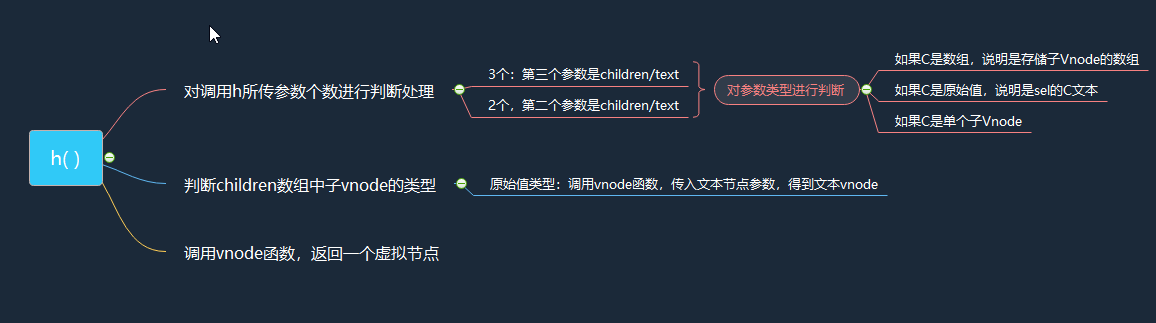 h( )
对调用h所传参数个数进行判断处理
3个：第三个参数是children/text
2个，第二个参数是children/text
对参数类型进行判断
如果C是数组，说明是存储子Vnode的数组
如果C是原始值，说明是sel的C文本
如果C是单个子Vnode
判断children数组中子vnode的类型
原始值类型：调用vnode函数，传入文本节点参数，得到文本vnode
调用vnode函数，返回一个虚拟节点